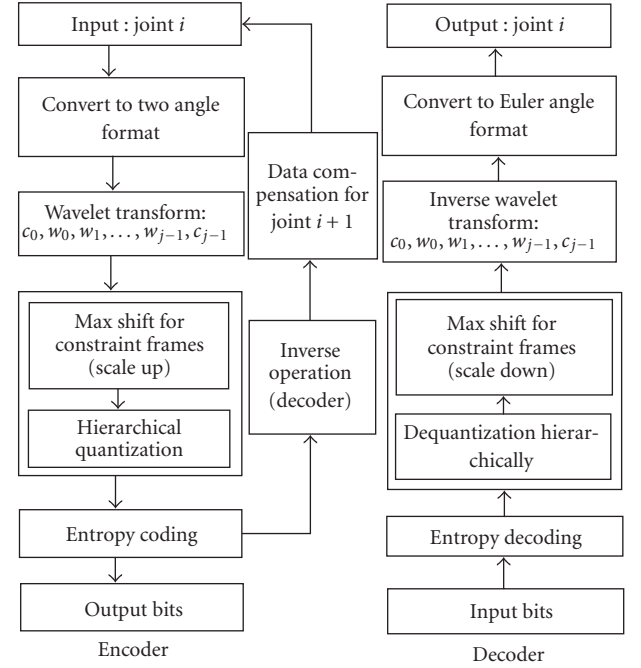 Input : joint i
Convert to two angle
format
Wavelet transform:
c₀, w₀, w₁, . . . , wⱼ₋₁, cⱼ₋₁
Max shift for
constraint frames
(scale up)
Hierarchical
quantization
Entropy coding
Output bits
Encoder
Data com-
pensation for
joint i + 1
Inverse
operation
(decoder)
Output : joint i
Convert to Euler angle
format
Inverse wavelet
transform:
c₀, w₀, w₁, . . . , wⱼ₋₁, cⱼ₋₁
Max shift for
constraint frames
(scale down)
Dequantization hierar-
chically
Entropy decoding
Input bits
Decoder